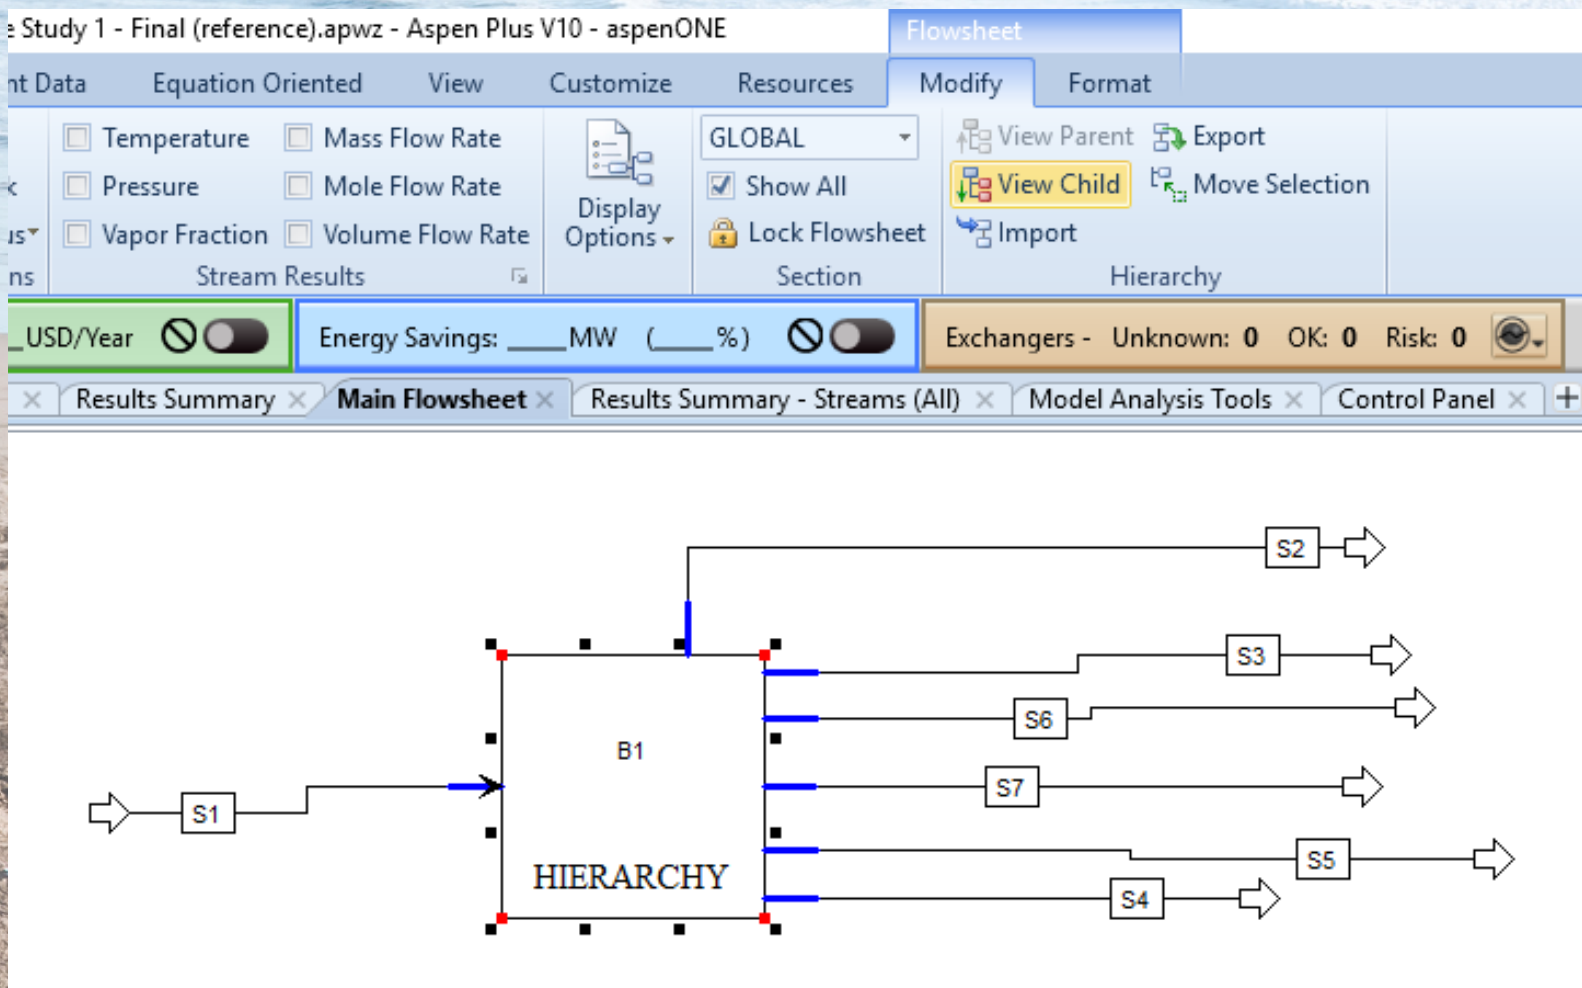 e Study 1 - Final (reference).apwz - Aspen Plus V10 - aspenONE
Flowsheet
nt Data Equation Oriented View Customize Resources Modify Format
Temperature Mass Flow Rate GLOBAL View Parent Export
k Pressure Mole Flow Rate Show All View Child Move Selection
us Vapor Fraction Volume Flow Rate Display Options Lock Flowsheet Import
ns Stream Results Section Hierarchy
_USD/Year Energy Savings: ____MW (____%) Exchangers - Unknown: 0 OK: 0 Risk: 0
Results Summary Main Flowsheet Results Summary - Streams (All) Model Analysis Tools Control Panel +
S2
S3
S6
B1
S7
S1
S5
HIERARCHY
S4